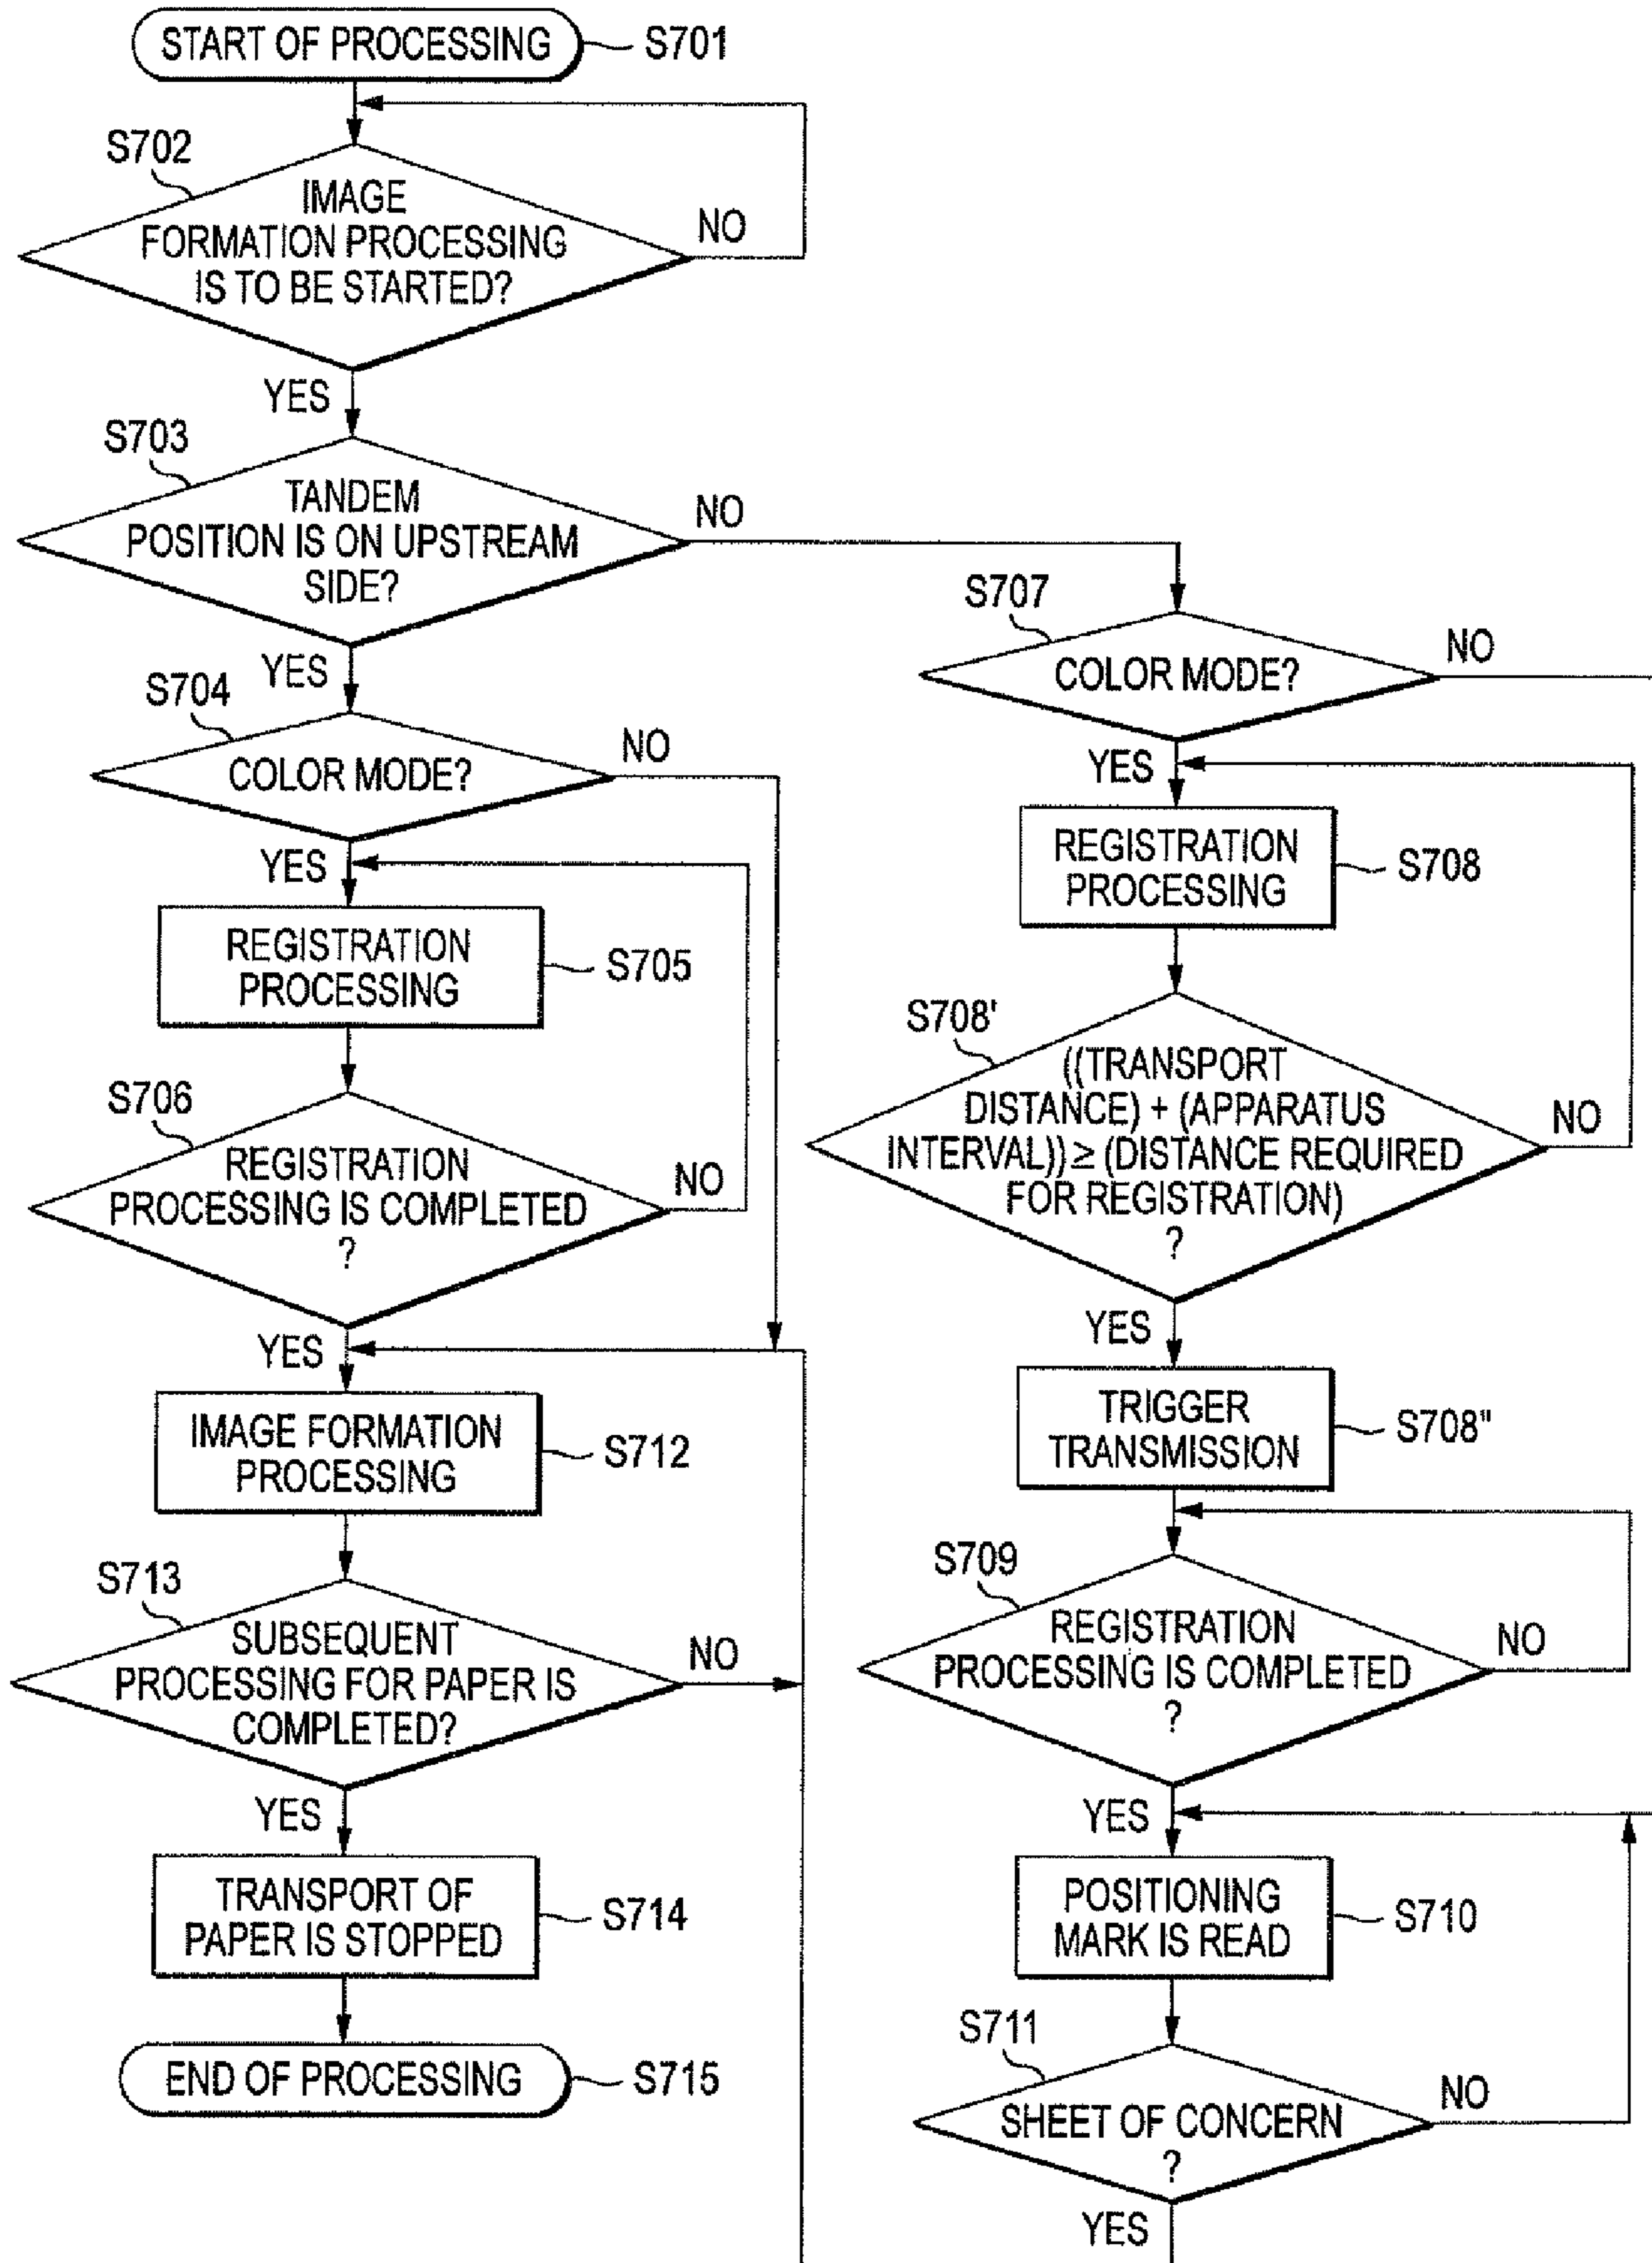 START OF PROCESSING
S701
S702
IMAGE
FORMATION PROCESSING
IS TO BE STARTED?
NO
YES
S703
TANDEM
POSITION IS ON UPSTREAM
SIDE?
NO
YES
S704
COLOR MODE?
NO
YES
REGISTRATION
PROCESSING
S705
S706
REGISTRATION
PROCESSING IS COMPLETED
?
NO
YES
IMAGE FORMATION
PROCESSING
S712
S713
SUBSEQUENT
PROCESSING FOR PAPER IS
COMPLETED?
NO
YES
TRANSPORT OF
PAPER IS STOPPED
S714
END OF PROCESSING
S715
S707
COLOR MODE?
NO
YES
REGISTRATION
PROCESSING
S708
S708'
((TRANSPORT
DISTANCE) + (APPARATUS
INTERVAL)) ≥ (DISTANCE REQUIRED
FOR REGISTRATION)
?
NO
YES
TRIGGER
TRANSMISSION
S708"
S709
REGISTRATION
PROCESSING IS COMPLETED
?
NO
YES
POSITIONING
MARK IS READ
S710
S711
SHEET OF CONCERN
?
NO
YES